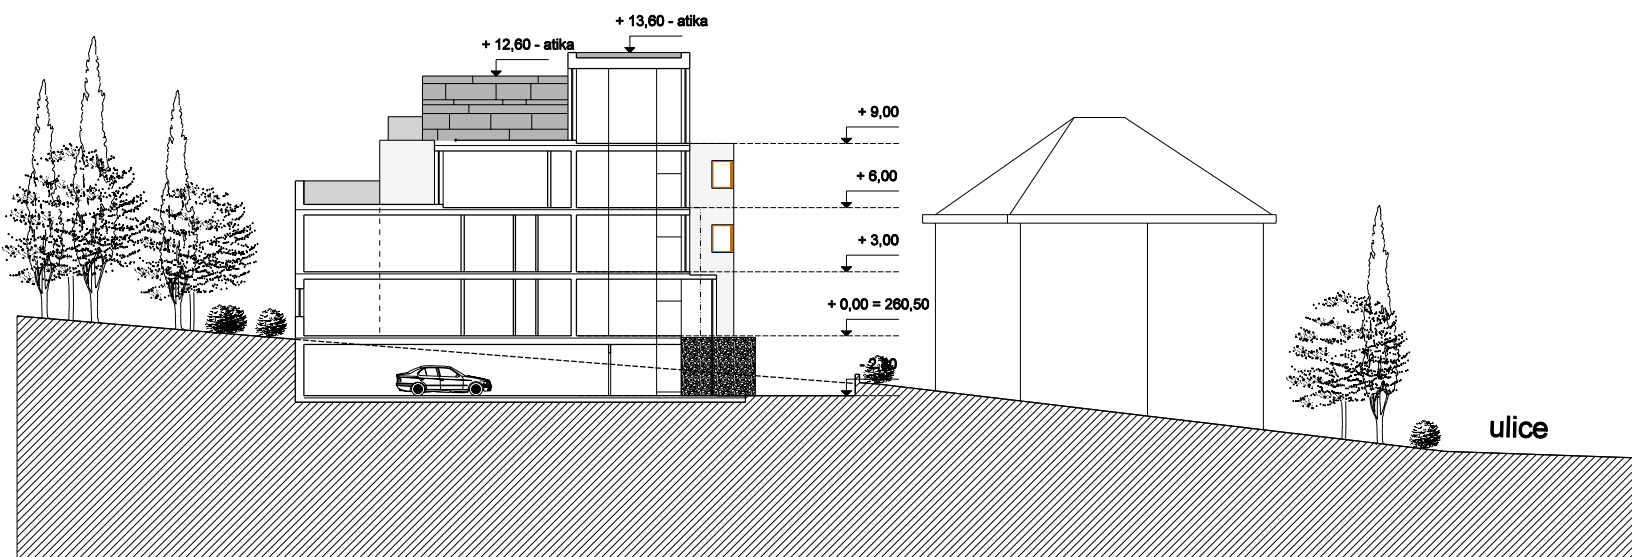 + 13,60 - atika
+ 12,60 - atika
+ 9,00
+ 6,00
+ 3,00
+ 0,00 = 260,50
ulice